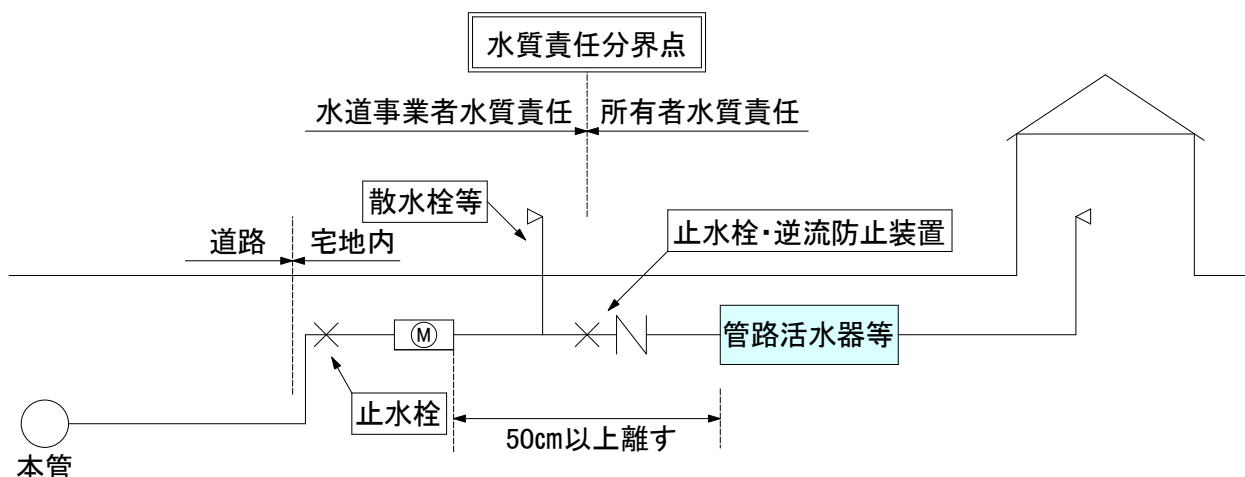 水質責任分界点
水道事業者水質責任
所有者水質責任
散水栓等
止水栓・逆流防止装置
道路
宅地内
M
管路活水器等
止水栓
50cm以上離す
本管